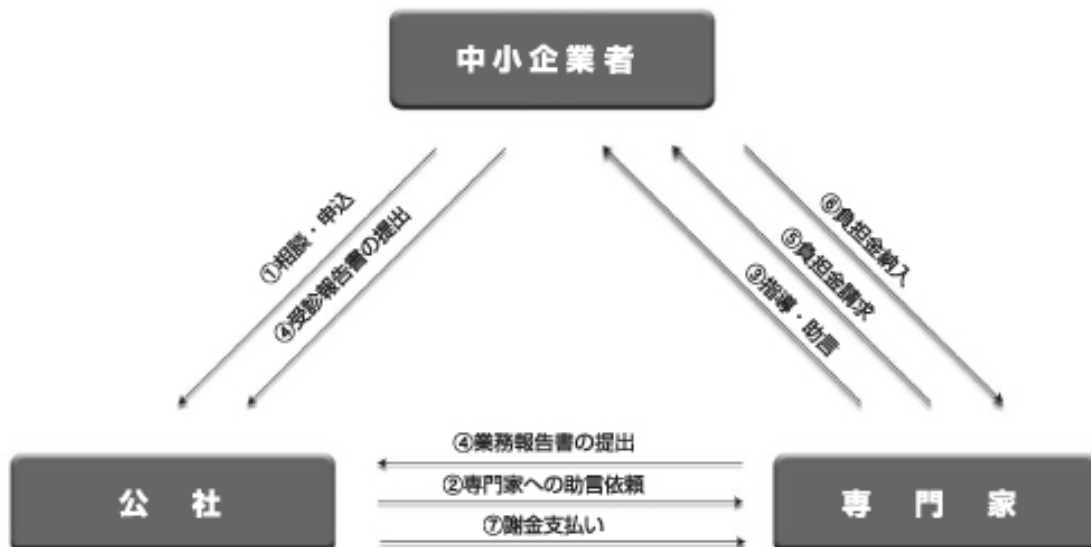 中小企業者
①相談・申込
④受診報告書の提出
⑥負担金納入
⑤負担金請求
③指導・助言
④業務報告書の提出
②専門家への助言依頼
⑦謝金支払い
公社
専門家